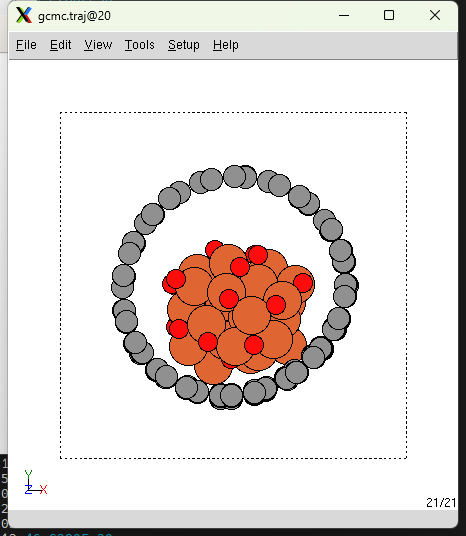 gcmc.traj@20
File Edit View Tools Setup Help
Y
Z X
21/21